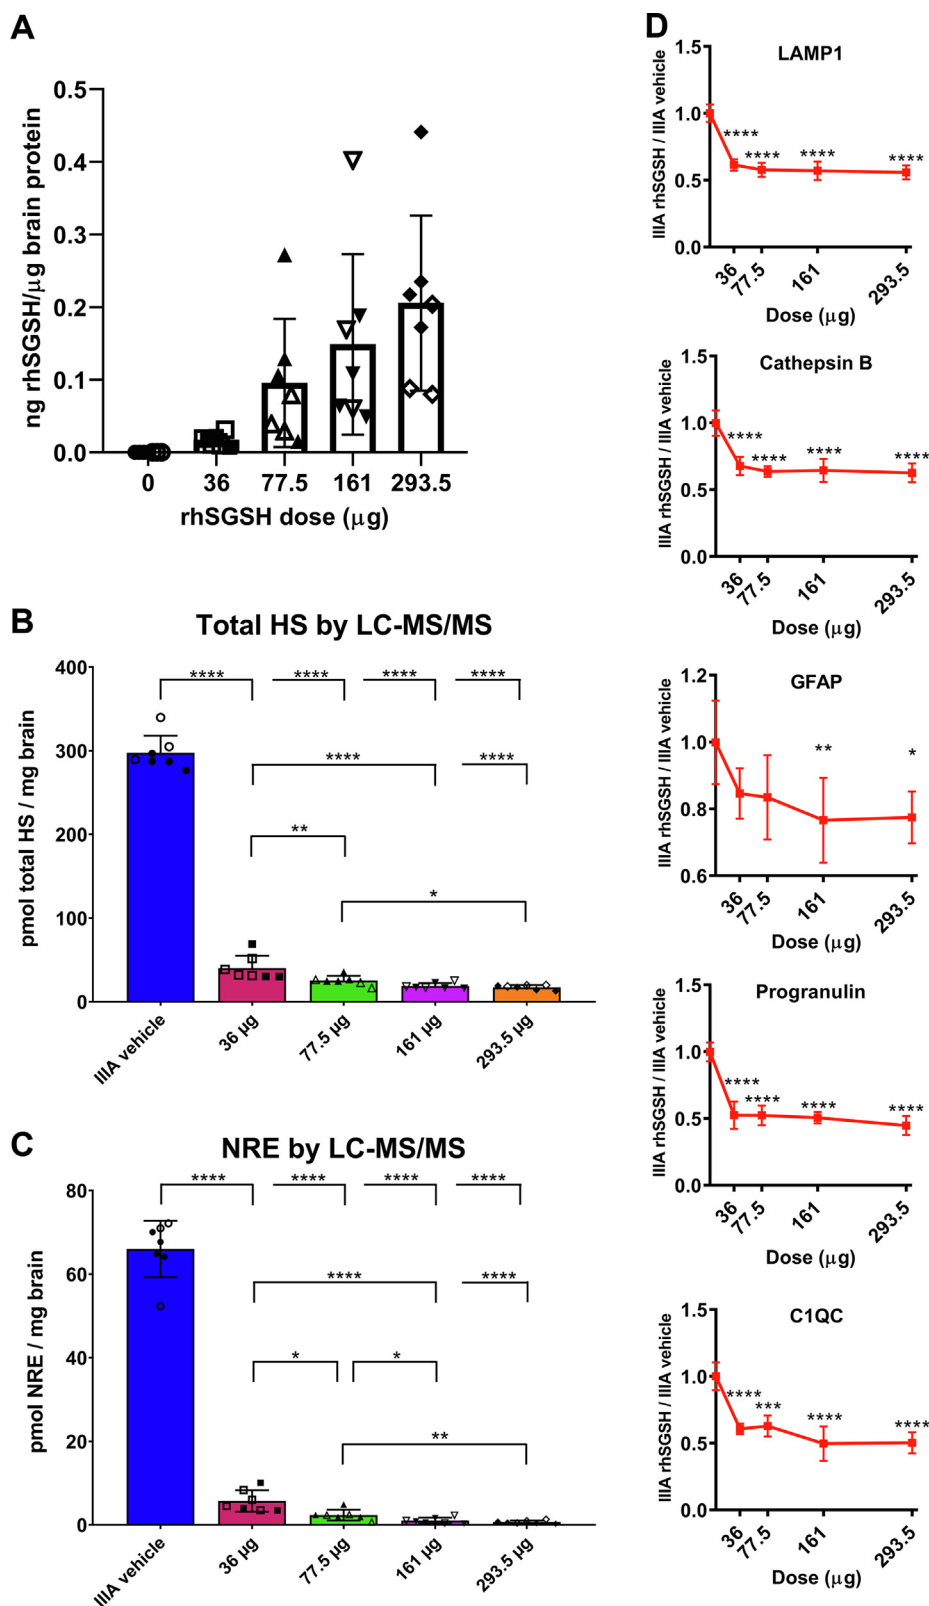 A
ng rhSGSH/μg brain protein
0.5
0.4
0.3
0.2
0.1
0.0
0 36 77.5 161 293.5
rhSGSH dose (μg)
B
Total HS by LC-MS/MS
pmol total HS / mg brain
400
300
200
100
0
**** **** **** ****
**** ****
**
*
IIIA vehicle 36 μg 77.5 μg 161 μg 293.5 μg
C
NRE by LC-MS/MS
pmol NRE / mg brain
80
60
40
20
0
**** **** **** ****
**** ****
* *
**
IIIA vehicle 36 μg 77.5 μg 161 μg 293.5 μg
D
LAMP1
IIIA rhSGSH / IIIA vehicle
1.5
1.0
0.5
0.0
**** **** **** ****
36 77.5 161 293.5
Dose (μg)
Cathepsin B
IIIA rhSGSH / IIIA vehicle
1.5
1.0
0.5
0.0
**** **** **** ****
36 77.5 161 293.5
Dose (μg)
GFAP
IIIA rhSGSH / IIIA vehicle
1.2
1.0
0.8
0.6
** *
36 77.5 161 293.5
Dose (μg)
Progranulin
IIIA rhSGSH / IIIA vehicle
1.5
1.0
0.5
0.0
**** **** **** ****
36 77.5 161 293.5
Dose (μg)
C1QC
IIIA rhSGSH / IIIA vehicle
1.5
1.0
0.5
0.0
**** *** **** ****
36 77.5 161 293.5
Dose (μg)